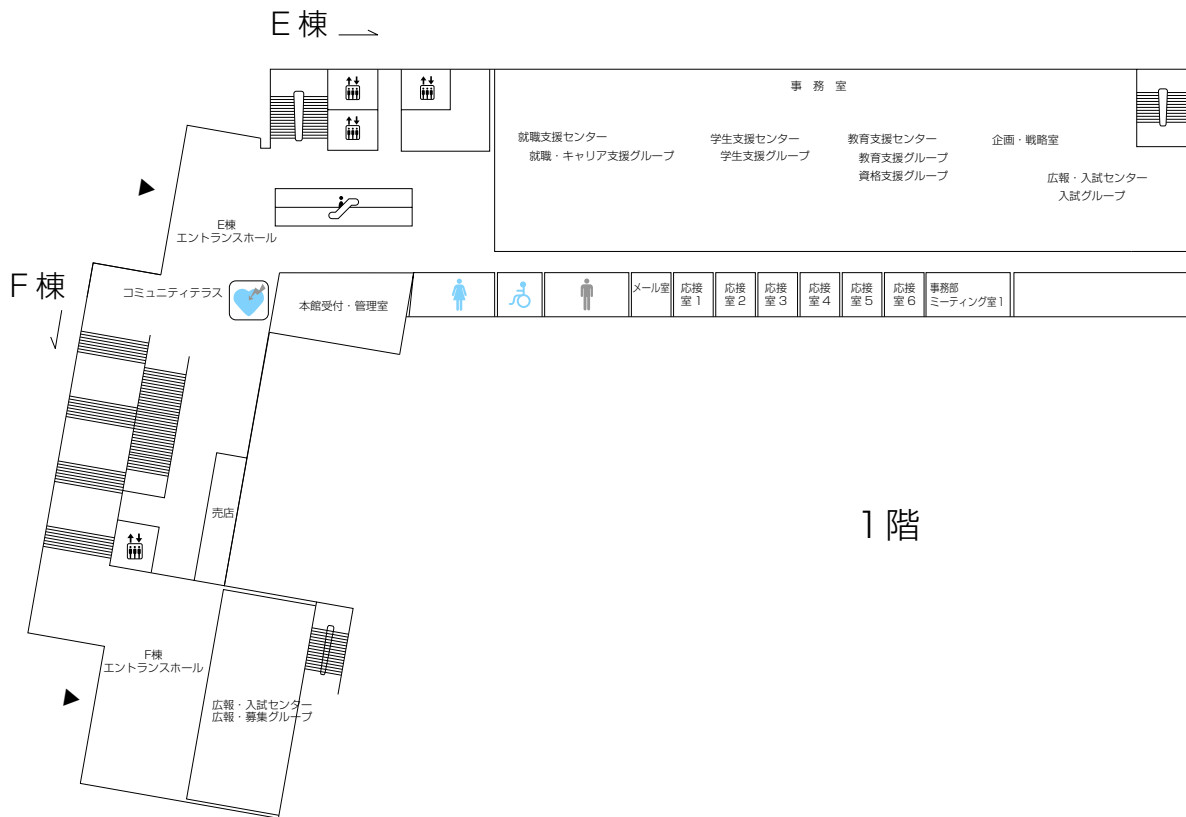 E棟
事務室
就職支援センター
就職・キャリア支援グループ
学生支援センター
学生支援グループ
教育支援センター
教育支援グループ
資格支援グループ
企画・戦略室
広報・入試センター
入試グループ
E棟
エントランスホール
F棟
コミュニティテラス
本館受付・管理室
メール室
応接
室1
応接
室2
応接
室3
応接
室4
応接
室5
応接
室6
事務部
ミーティング室1
売店
1階
F棟
エントランスホール
広報・入試センター
広報・募集グループ